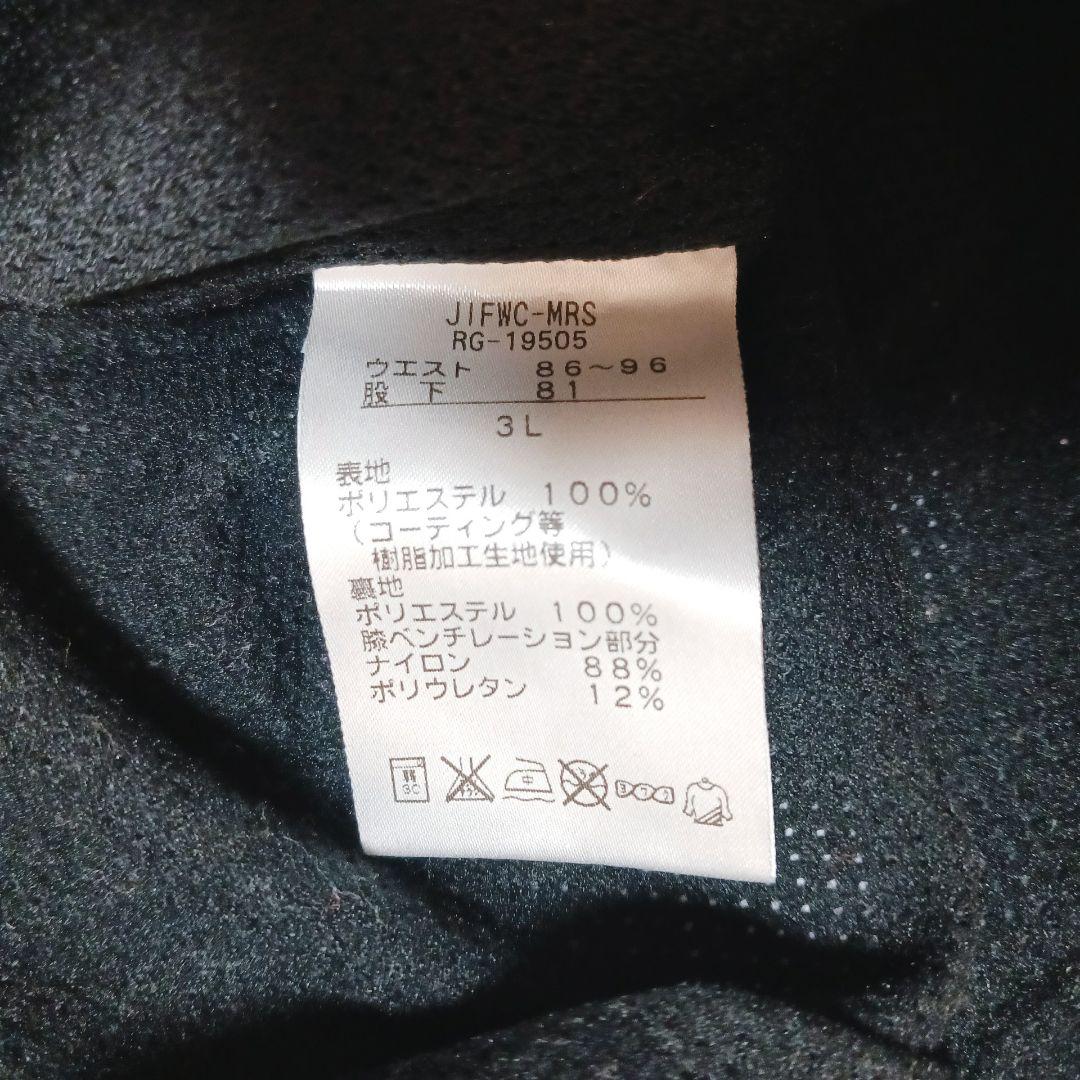 JIFWC-MRS
RG-19505
ウエスト 86～96
股下 81
3L
表地
ポリエステル 100%
(コーティング等
樹脂加工生地使用)
裏地
ポリエステル 100%
膝ベンチレーション部分
ナイロン 88%
ポリウレタン 12%
中